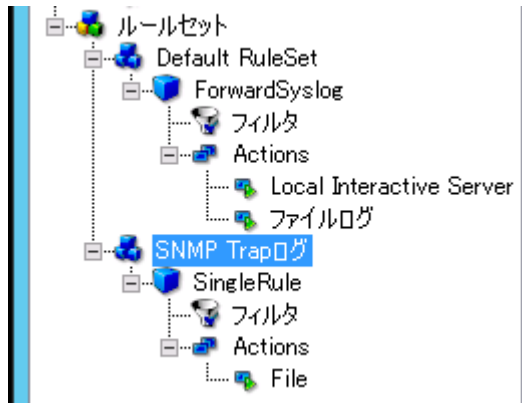 ルールセット
Default RuleSet
ForwardSyslog
フィルタ
Actions
Local Interactive Server
ファイルログ
SNMP Trapログ
SingleRule
フィルタ
Actions
File